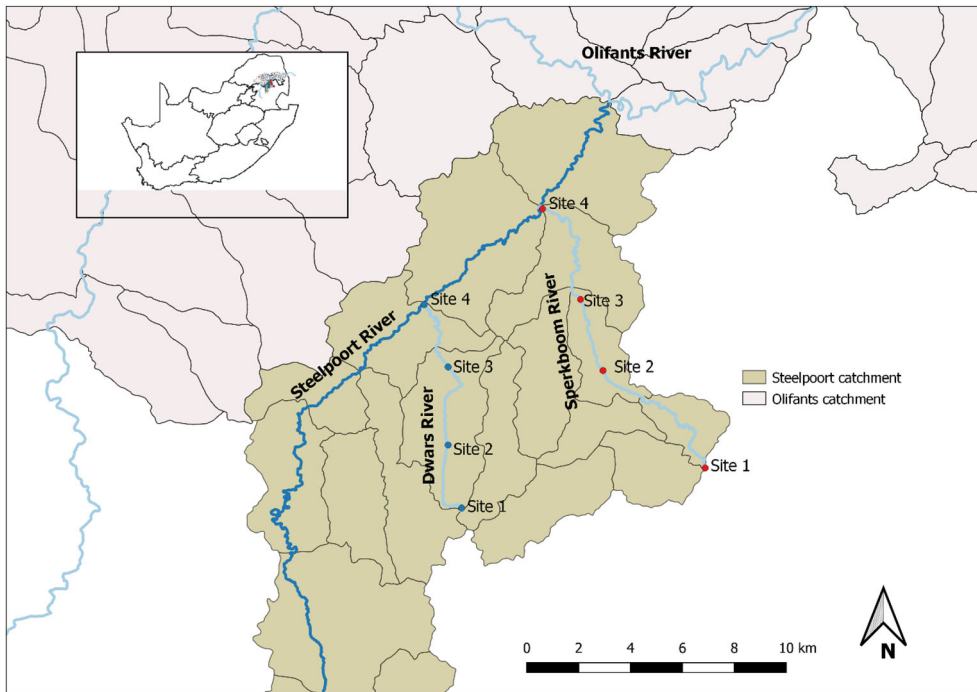 Olifants River
Site 4
Site 4
Site 3
Sperkboom River
Steelpoort River
Site 3
Site 2
Steelpoort catchment
Olifants catchment
Dwars River
Site 2
Site 1
Site 1
N
0 2 4 6 8 10 km